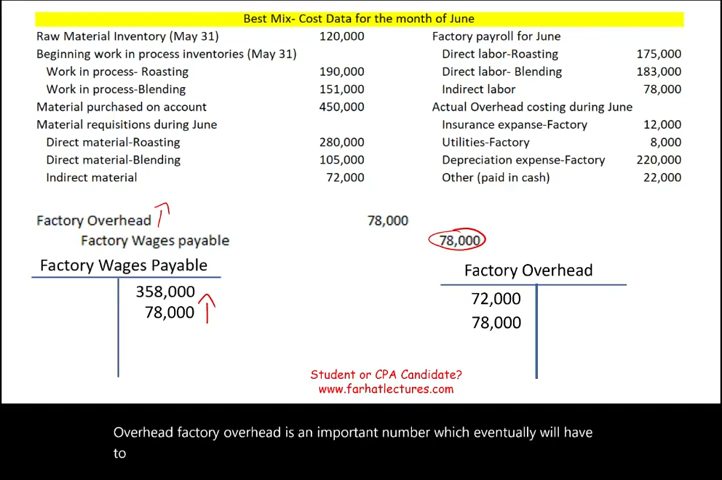 Best Mix- Cost Data for the month of June
Raw Material Inventory (May 31) 120,000 Factory payroll for June
Beginning work in process inventories (May 31) Direct labor-Roasting 175,000
Work in process- Roasting 190,000 Direct labor- Blending 183,000
Work in process-Blending 151,000 Indirect labor 78,000
Material purchased on account 450,000 Actual Overhead costing during June
Material requisitions during June Insurance expanse-Factory 12,000
Direct material-Roasting 280,000 Utilities-Factory 8,000
Direct material-Blending 105,000 Depreciation expense-Factory 220,000
Indirect material 72,000 Other (paid in cash) 22,000
Factory Overhead 78,000
Factory Wages payable 78,000
Factory Wages Payable Factory Overhead
358,000 72,000
78,000 78,000
Student or CPA Candidate?
www.farhatlectures.com
Overhead factory overhead is an important number which eventually will have
to